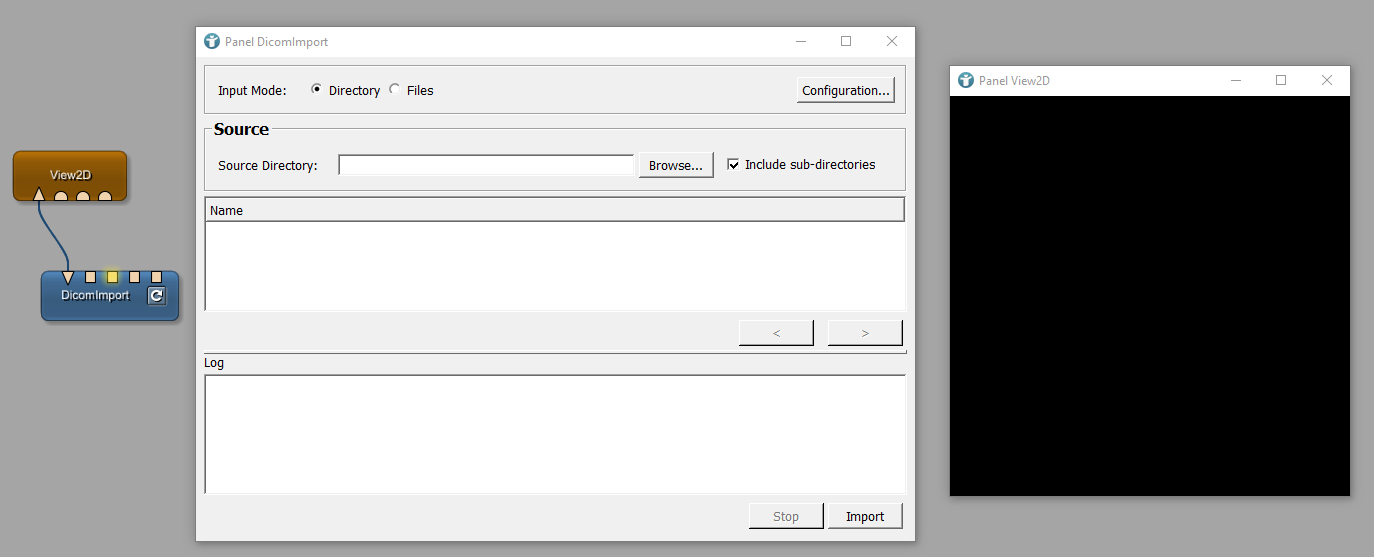 Panel DicomImport
Panel View2D
Input Mode: Directory Files Configuration...
Source
Source Directory: Browse... Include sub-directories
View2D
Name
DicomImport
< >
Log
Stop Import